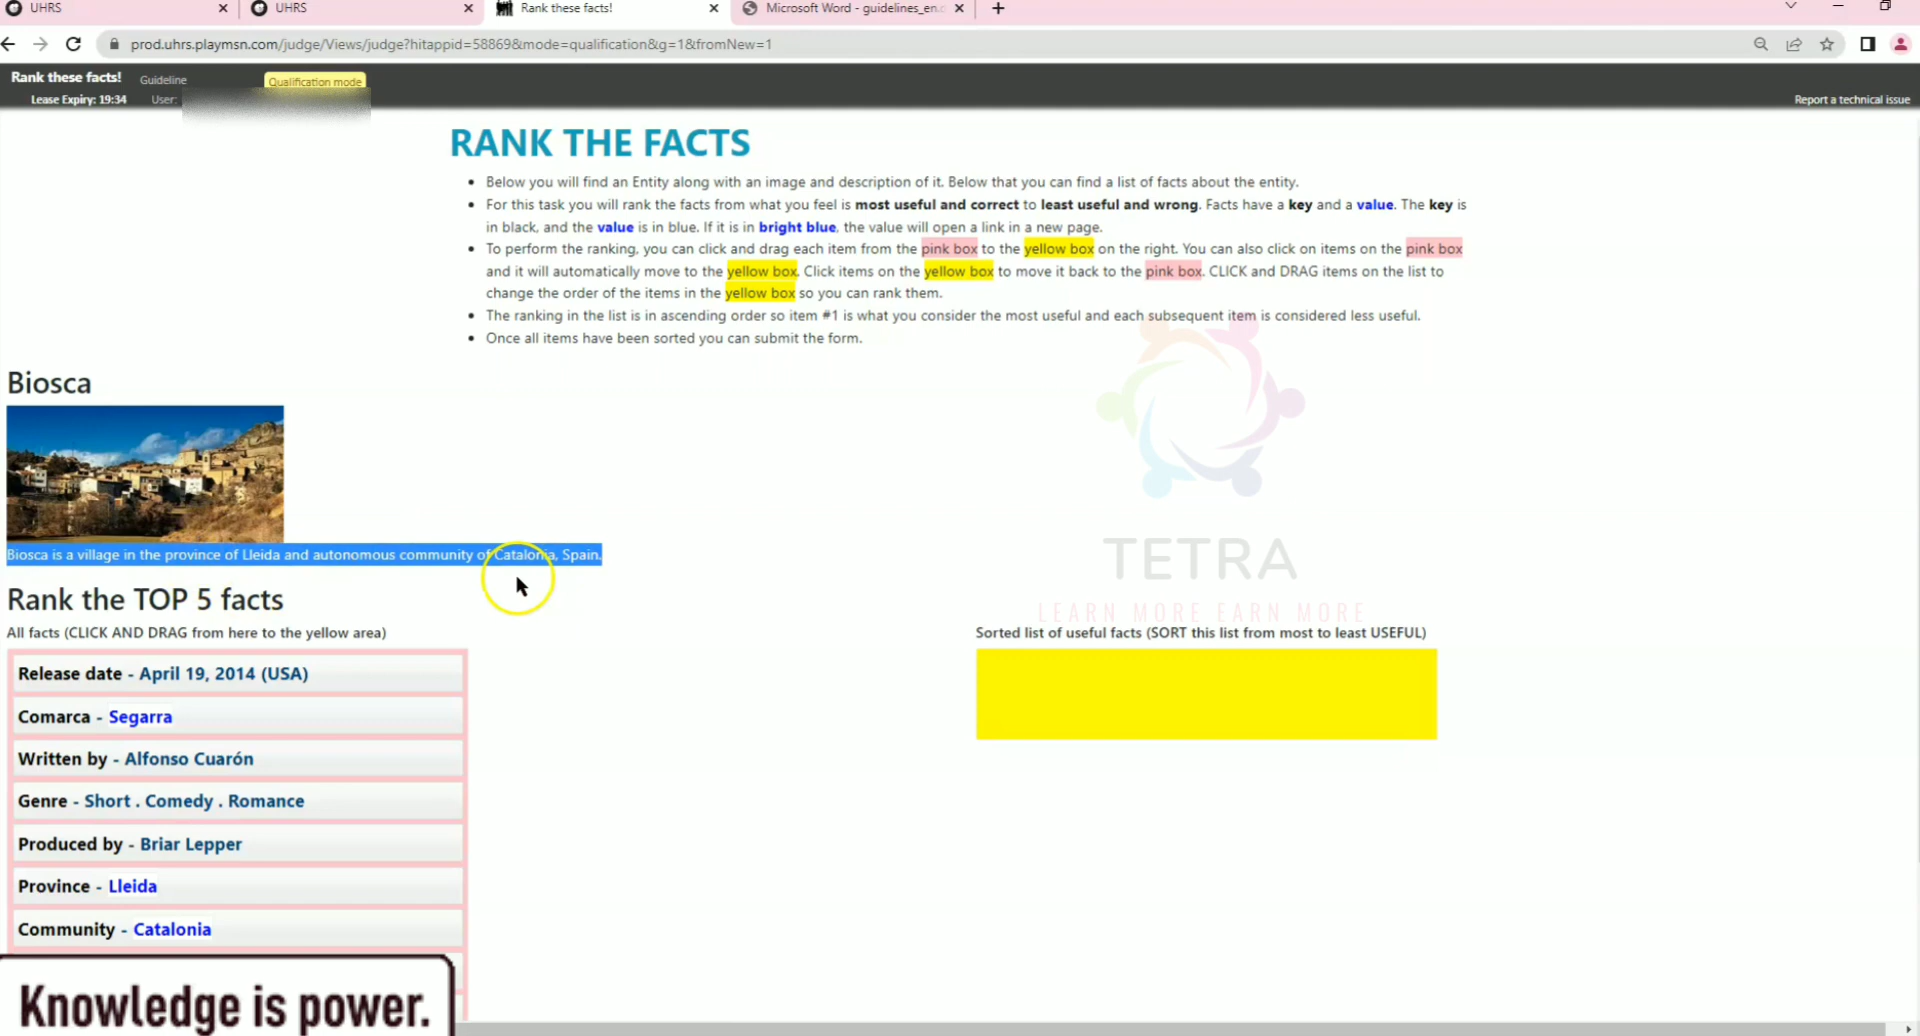 UHRS
UHRS
Rank these facts!
Microsoft Word - guidelines_en.
prod.uhrs.playmsn.com/judge/Views/judge?hitappid=58869&mode=qualification&g=1&fromNew=1
Rank these facts! Guideline Qualification mode
Lease Expiry: 19:34 User: Report a technical issue
RANK THE FACTS
• Below you will find an Entity along with an image and description of it. Below that you can find a list of facts about the entity.
• For this task you will rank the facts from what you feel is most useful and correct to least useful and wrong. Facts have a key and a value. The key is
in black, and the value is in blue. If it is in bright blue, the value will open a link in a new page.
• To perform the ranking, you can click and drag each item from the pink box to the yellow box on the right. You can also click on items on the pink box
and it will automatically move to the yellow box. Click items on the yellow box to move it back to the pink box. CLICK and DRAG items on the list to
change the order of the items in the yellow box so you can rank them.
• The ranking in the list is in ascending order so item #1 is what you consider the most useful and each subsequent item is considered less useful.
• Once all items have been sorted you can submit the form.
Biosca
Biosca is a village in the province of Lleida and autonomous community of Catalonia, Spain.
TETRA
LEARN MORE EARN MORE
Rank the TOP 5 facts
All facts (CLICK AND DRAG from here to the yellow area)
Sorted list of useful facts (SORT this list from most to least USEFUL)
Release date - April 19, 2014 (USA)
Comarca - Segarra
Written by - Alfonso Cuarón
Genre - Short . Comedy . Romance
Produced by - Briar Lepper
Province - Lleida
Community - Catalonia
Knowledge is power.